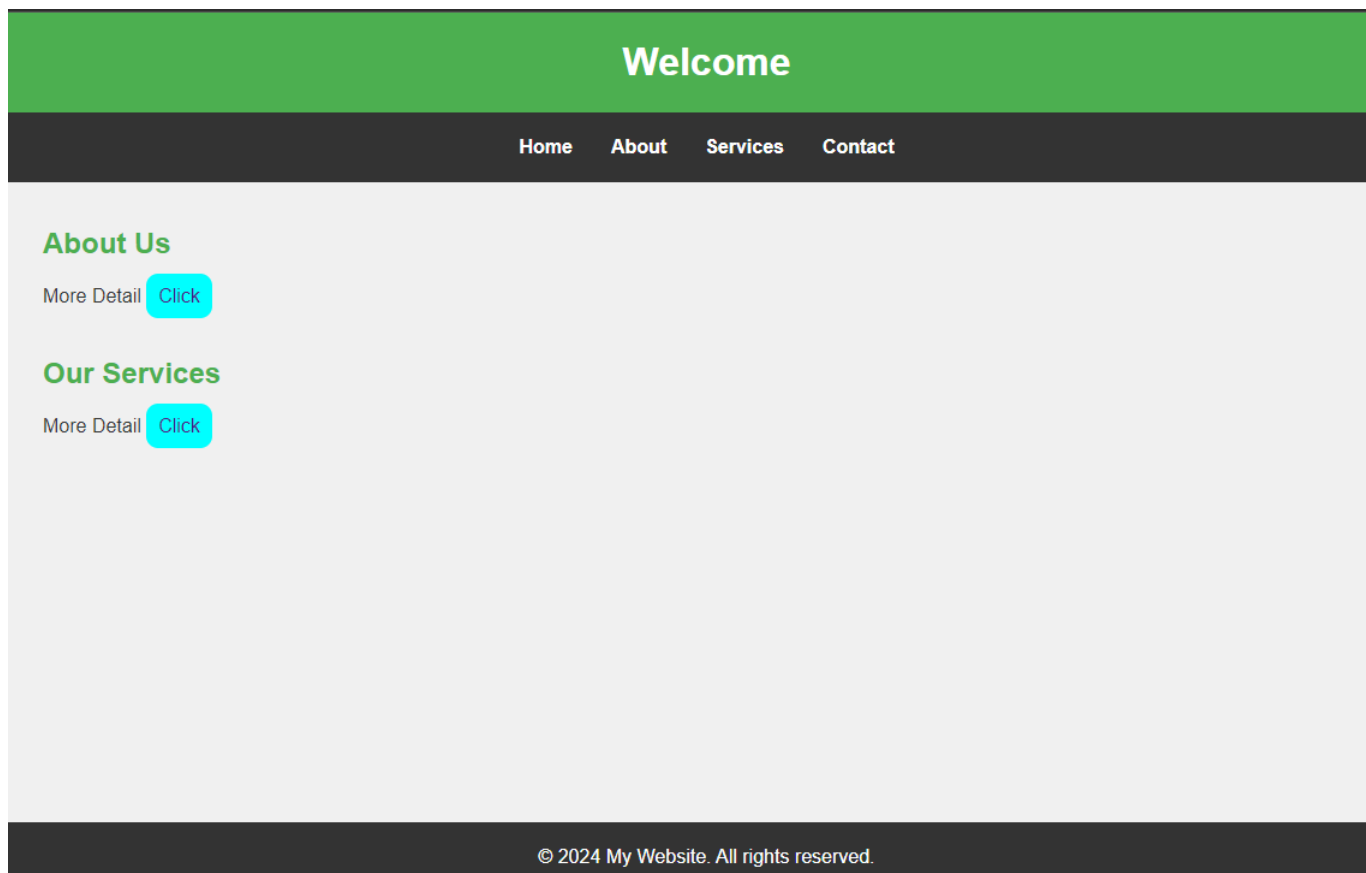 Welcome
Home About Services Contact
About Us
More Detail Click
Our Services
More Detail Click
© 2024 My Website. All rights reserved.